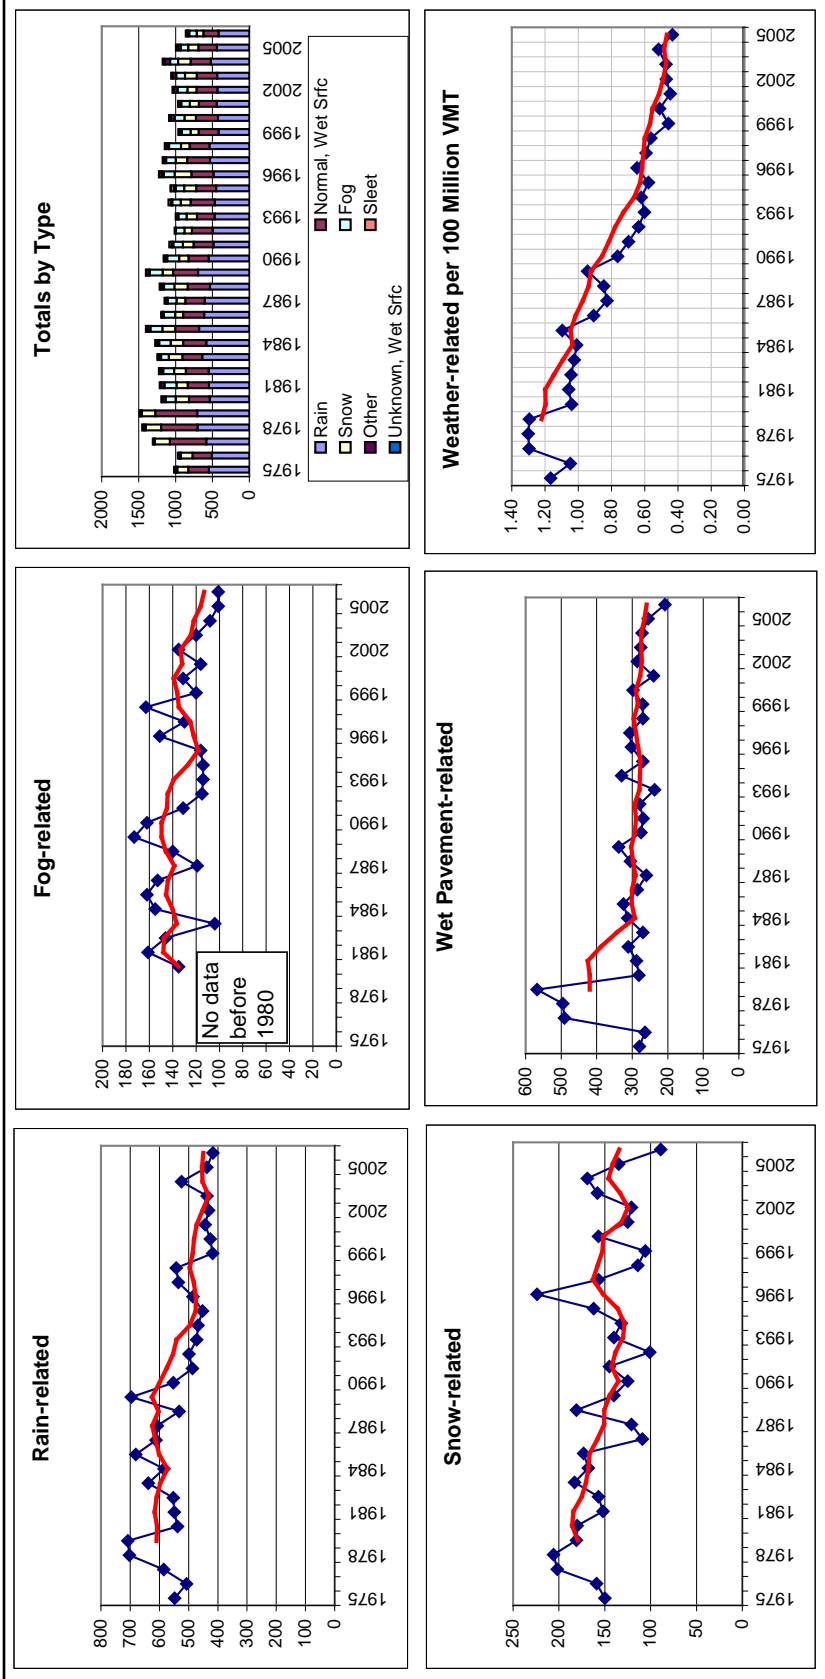 Rain-related
800
700
600
500
400
300
200
100
0
1975 1978 1981 1984 1987 1990 1993 1996 1999 2002 2005
Fog-related
200
180
160
140
120
100
80
60
40
20
0
No data
before
1980
1975 1978 1981 1984 1987 1990 1993 1996 1999 2002 2005
Totals by Type
2000
1500
1000
500
0
1975 1978 1981 1984 1987 1990 1993 1996 1999 2002 2005
Rain Normal, Wet Srfc
Snow Fog
Other Sleet
Unknown, Wet Srfc
Snow-related
250
200
150
100
50
0
1975 1978 1981 1984 1987 1990 1993 1996 1999 2002 2005
Wet Pavement-related
600
500
400
300
200
100
0
1975 1978 1981 1984 1987 1990 1993 1996 1999 2002 2005
Weather-related per 100 Million VMT
1.40
1.20
1.00
0.80
0.60
0.40
0.20
0.00
1975 1978 1981 1984 1987 1990 1993 1996 1999 2002 2005